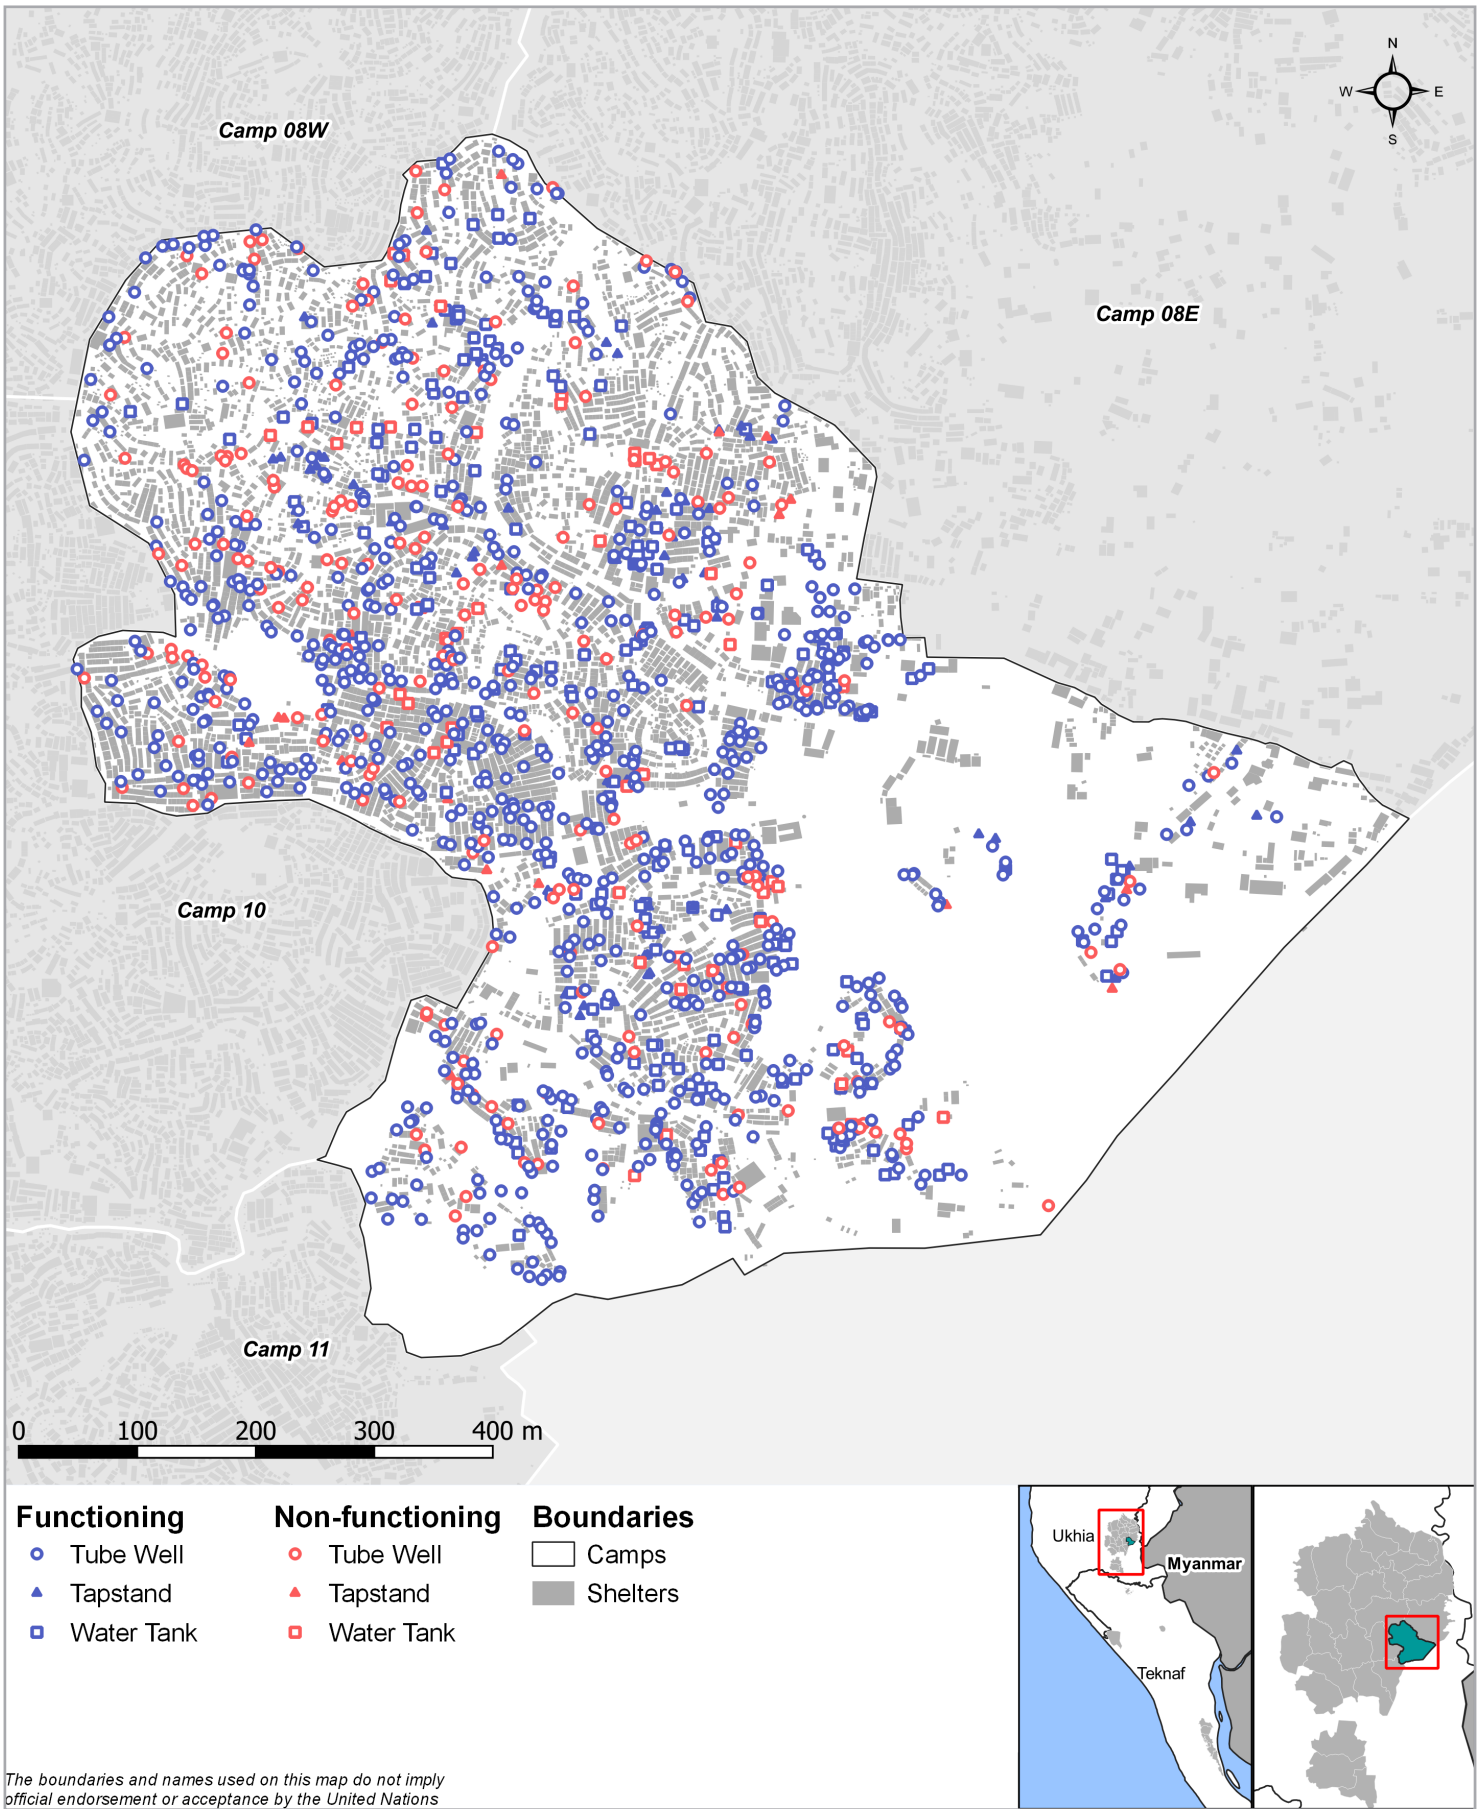 N
W
E
S
Camp 08W
Camp 08E
Camp 10
Camp 11
0 100 200 300 400 m
Functioning
Tube Well
Tapstand
Water Tank
Non-functioning
Tube Well
Tapstand
Water Tank
Boundaries
Camps
Shelters
Ukhia
Myanmar
Teknaf
The boundaries and names used on this map do not imply
official endorsement or acceptance by the United Nations